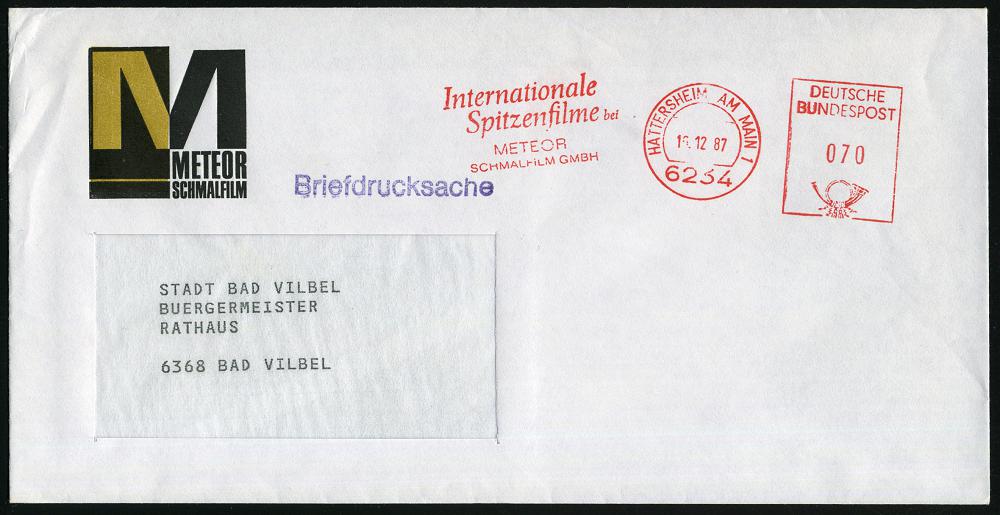 M
METEOR
SCHMALFILM
Internationale
Spitzenfilme bei
METEOR
SCHMALFILM GMBH
HATTERSHEIM AM MAIN 1
12 87
6234
DEUTSCHE
BUNDESPOST
070
Briefdrucksache
STADT BAD VILBEL
BUERGERMEISTER
RATHAUS
6368 BAD VILBEL